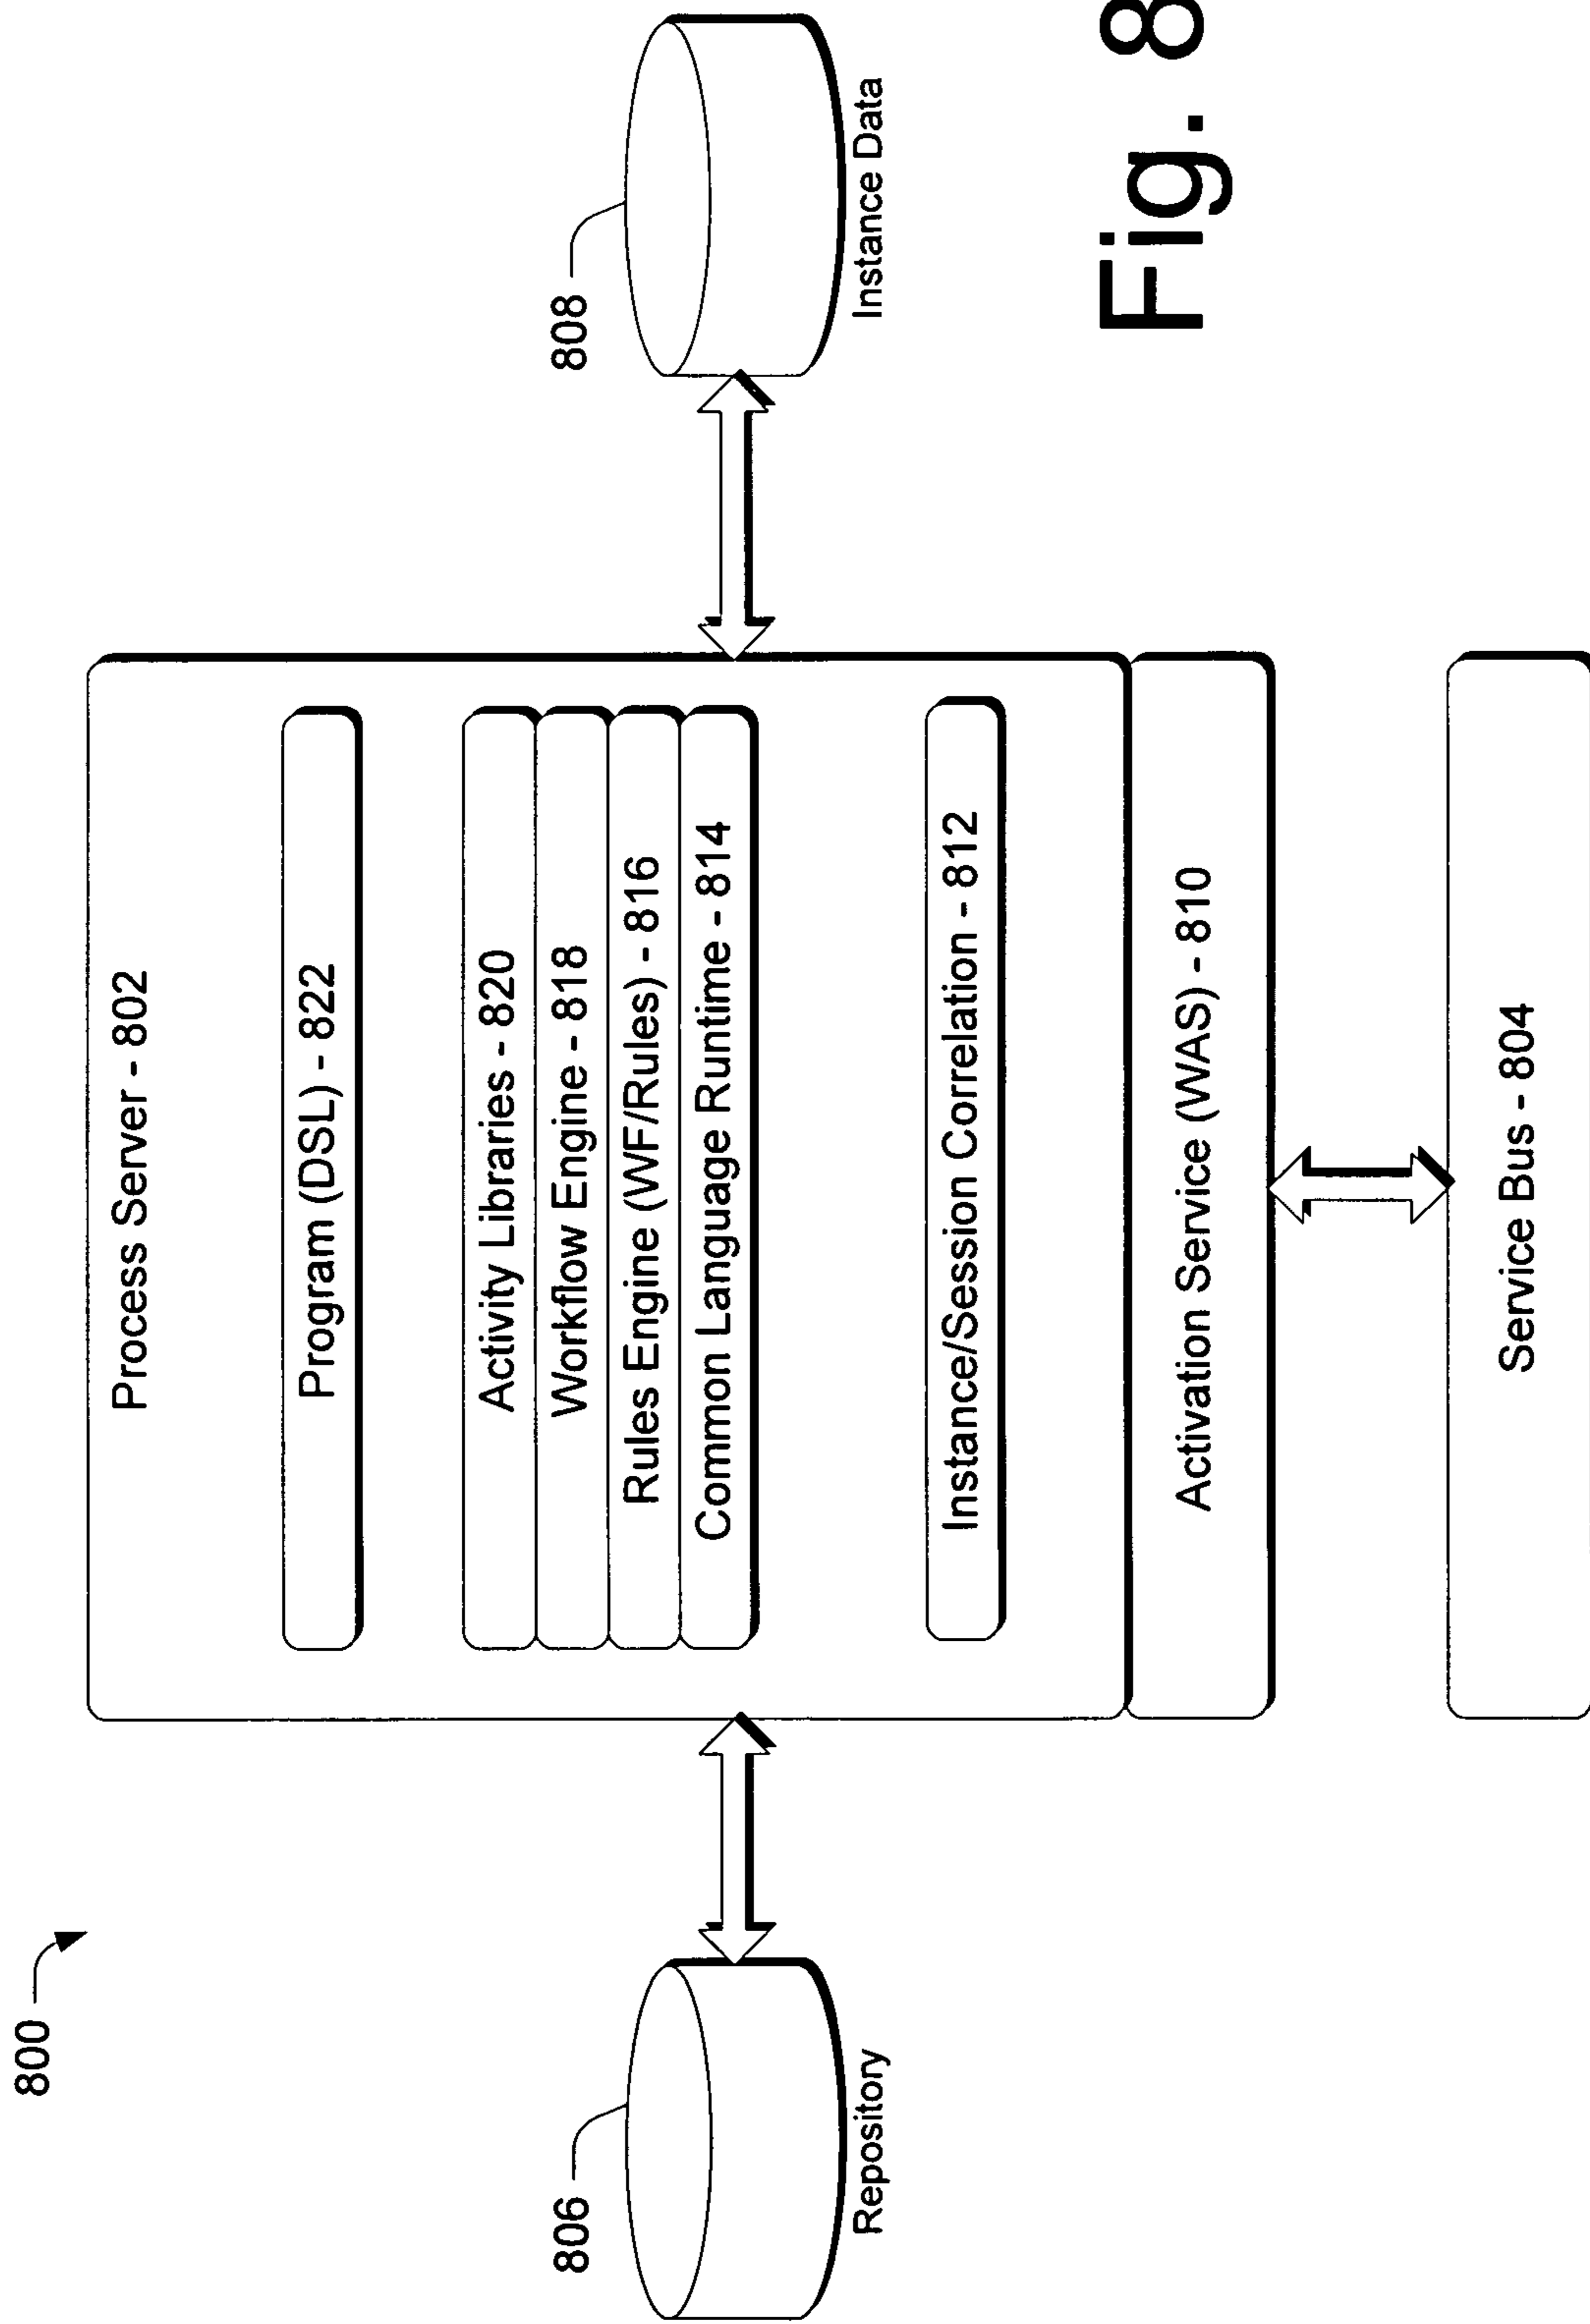 800
Process Server - 802
Program (DSL) - 822
Activity Libraries - 820
Workflow Engine - 818
Rules Engine (WF/Rules) - 816
Common Language Runtime - 814
Instance/Session Correlation - 812
Activation Service (WAS) - 810
Service Bus - 804
806
Repository
808
Instance Data
Fig. 8